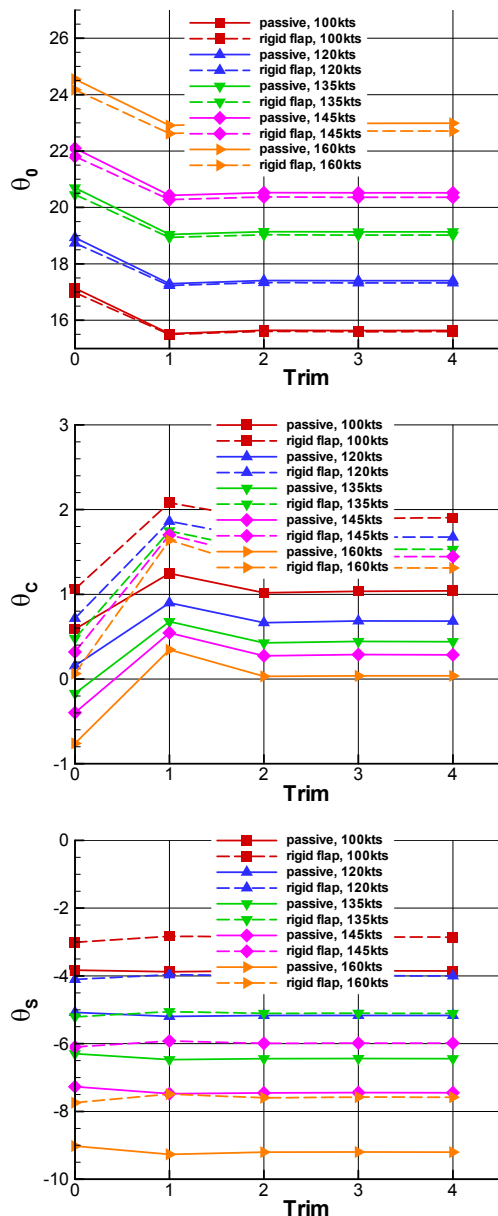 26
24
22
20
18
16
θ0
passive, 100kts
rigid flap, 100kts
passive, 120kts
rigid flap, 120kts
passive, 135kts
rigid flap, 135kts
passive, 145kts
rigid flap, 145kts
passive, 160kts
rigid flap, 160kts
0 1 2 3 4
Trim
3
2
1
0
-1
θC
passive, 100kts
rigid flap, 100kts
passive, 120kts
rigid flap, 120kts
passive, 135kts
rigid flap, 135kts
passive, 145kts
rigid flap, 145kts
passive, 160kts
rigid flap, 160kts
0 1 2 3 4
Trim
0
-2
-4
-6
-8
-10
θS
passive, 100kts
rigid flap, 100kts
passive, 120kts
rigid flap, 120kts
passive, 135kts
rigid flap, 135kts
passive, 145kts
rigid flap, 145kts
passive, 160kts
rigid flap, 160kts
0 1 2 3 4
Trim